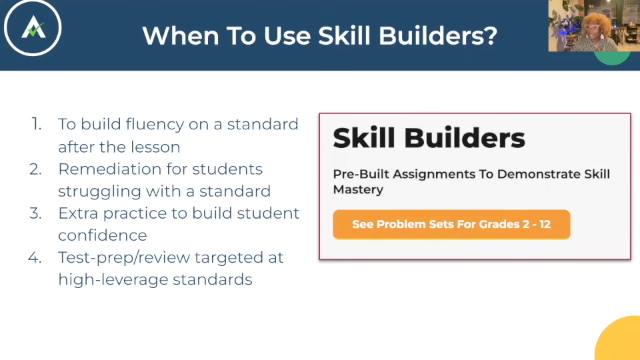 When To Use Skill Builders?
1. To build fluency on a standard
after the lesson
2. Remediation for students
struggling with a standard
3. Extra practice to build student
confidence
4. Test-prep/review targeted at
high-leverage standards
Skill Builders
Pre-Built Assignments To Demonstrate Skill
Mastery
See Problem Sets For Grades 2 - 12